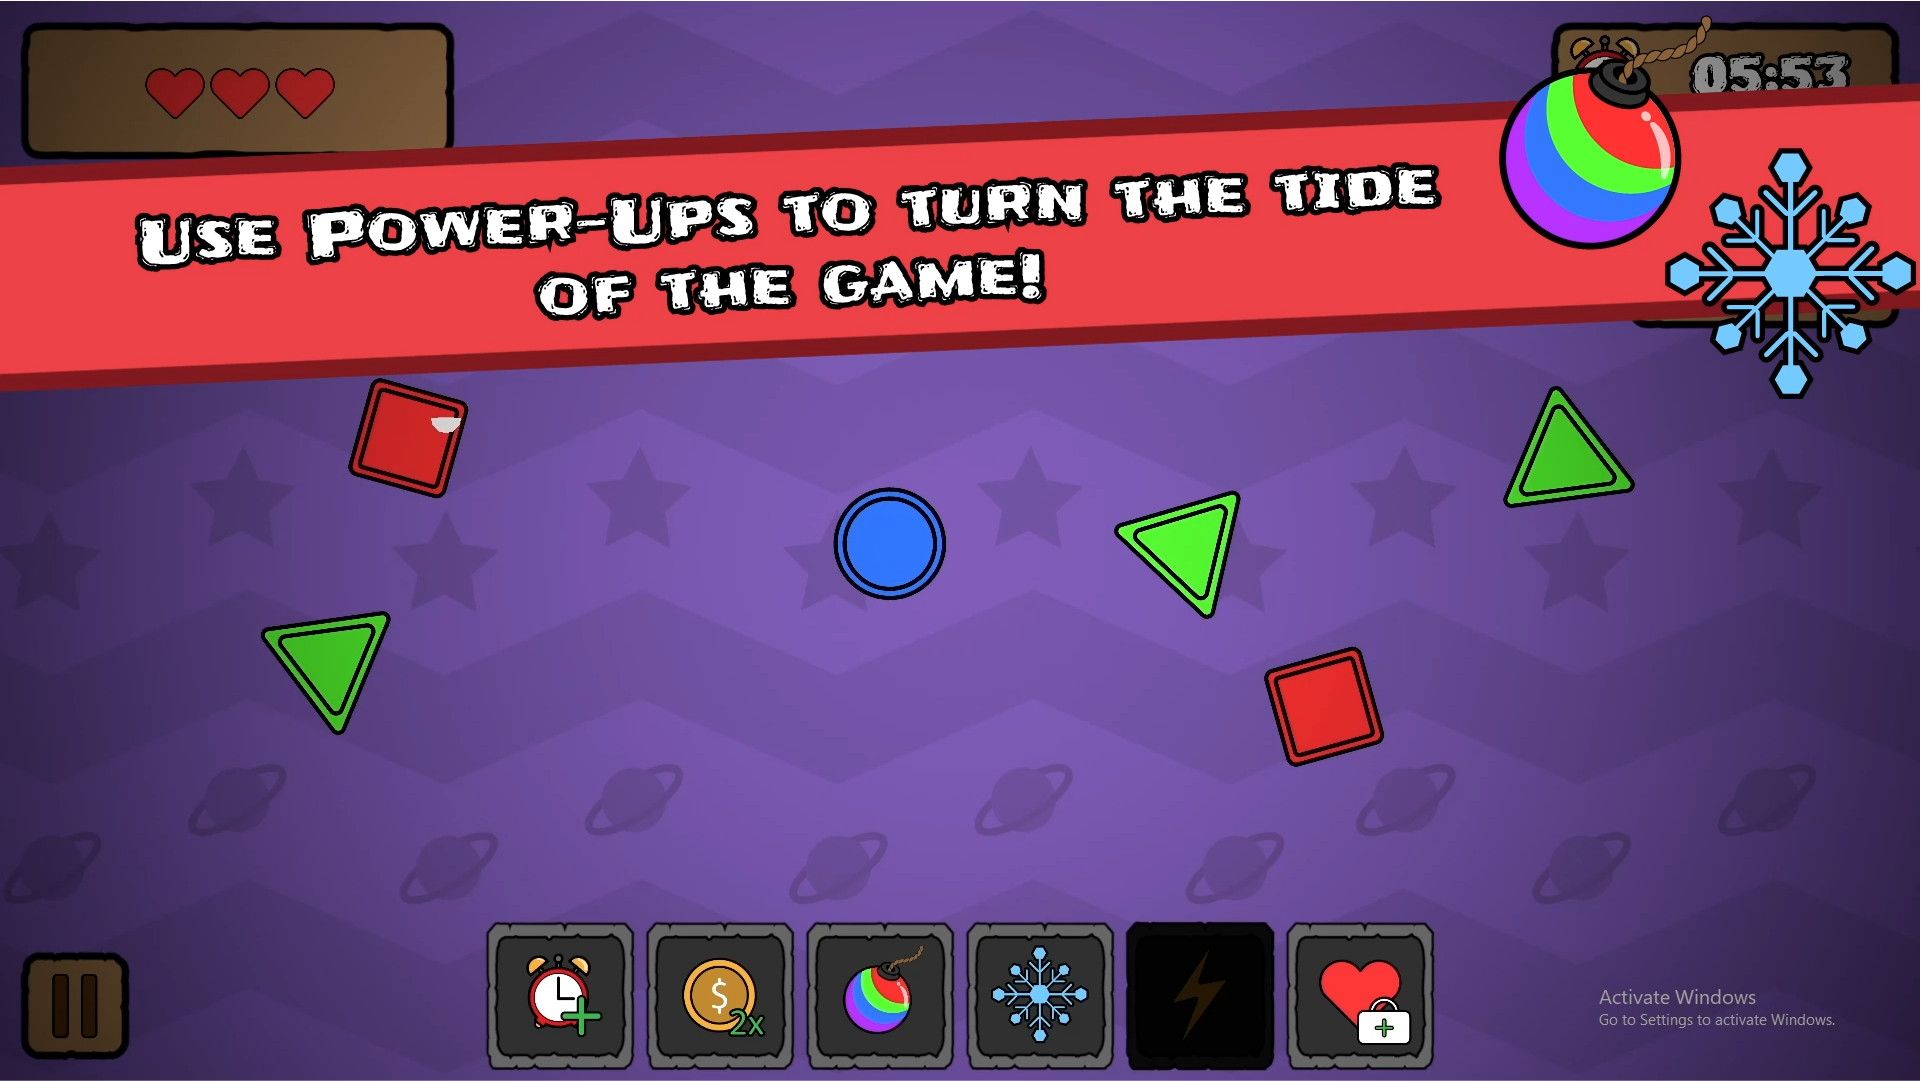 05:53
Use Power-Ups to turn the tide
of the game!
$
2x
Activate Windows
Go to Settings to activate Windows.